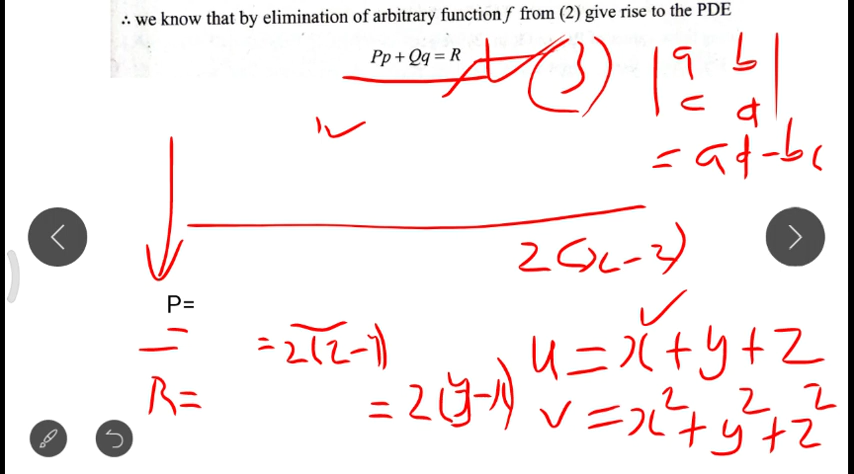 ∴ we know that by elimination of arbitrary function f from (2) give rise to the PDE
Pp + Qq = R
(3)
| a b |
| c d |
= ad - bc
2(x-z)
P=
= 2(z-y)
u = x + y + z
R=
= 2(y-x)
v = x² + y² + z²